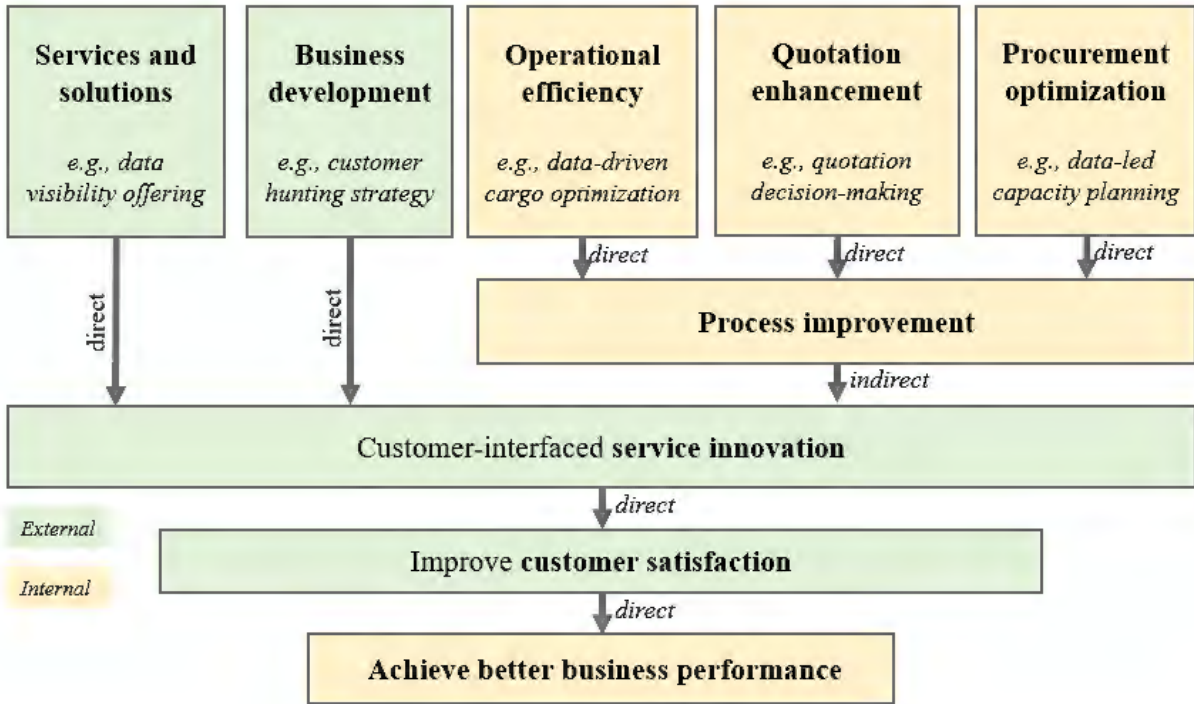 Services and
solutions
e.g., data
visibility offering
Business
development
e.g., customer
hunting strategy
Operational
efficiency
e.g., data-driven
cargo optimization
Quotation
enhancement
e.g., quotation
decision-making
Procurement
optimization
e.g., data-led
capacity planning
direct
direct
direct
direct
direct
Process improvement
indirect
Customer-interfaced service innovation
direct
External
Improve customer satisfaction
Internal
direct
Achieve better business performance